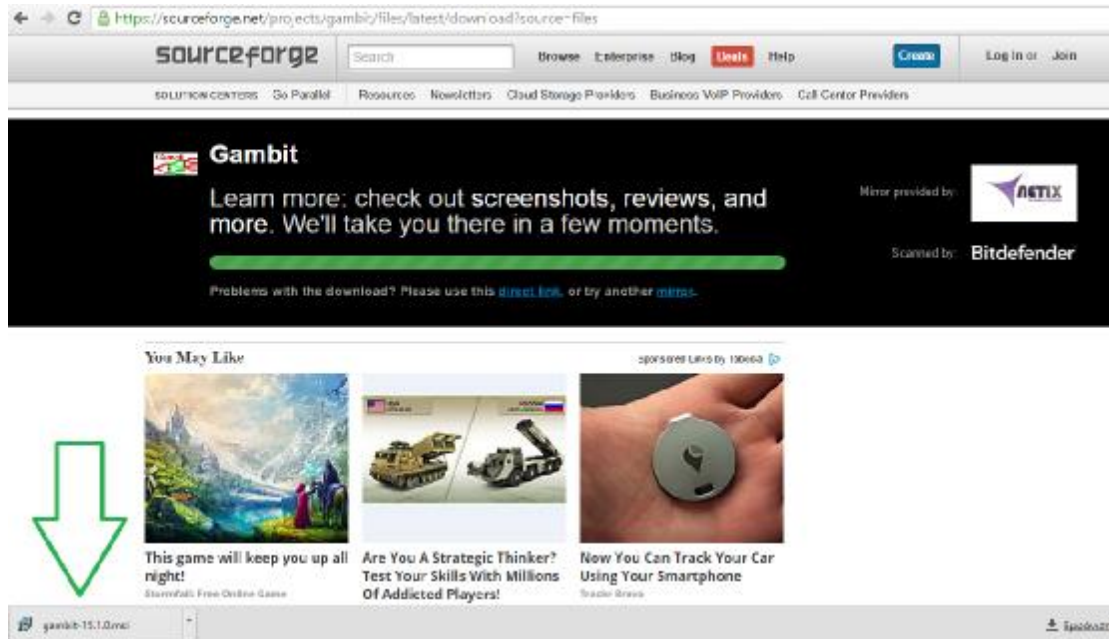 https://sourceforge.net/projects/gambit/files/latest/download?source=files
sourceforge
Search
Browse Enterprise Blog Deals Help
Create
Log In or Join
SOLUTION CENTERS Go Parallel Resources Newsletters Cloud Storage Providers Business VoIP Providers Call Center Providers
Gambit
Learn more: check out screenshots, reviews, and
more. We'll take you there in a few moments.
Problems with the download? Please use this direct link, or try another mirror.
Mirror provided by:
NETIX
Scanned by:
Bitdefender
You May Like
Sponsored Links by Taboola
This game will keep you up all
night!
Stormfall: Free Online Game
Are You A Strategic Thinker?
Test Your Skills With Millions
Of Addicted Players!
Now You Can Track Your Car
Using Your Smartphone
Trackr Bravo
gambit-15.1.0.msi